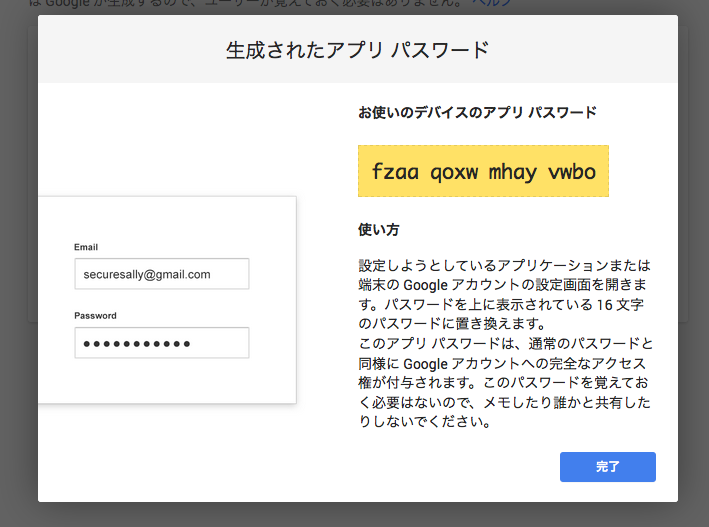 は Google が生成するので、ユーザーが覚えておく必要はありません。 ヘルプ
生成されたアプリ パスワード
お使いのデバイスのアプリ パスワード
fzaa qoxw mhay vwbo
使い方
設定しようとしているアプリケーションまたは
端末の Google アカウントの設定画面を開きま
す。パスワードを上に表示されている 16 文字
のパスワードに置き換えます。
このアプリ パスワードは、通常のパスワードと
同様に Google アカウントへの完全なアクセス
権が付与されます。このパスワードを覚えてお
く必要はないので、メモしたり誰かと共有した
りしないでください。
Email
securesally@gmail.com
Password
●●●●●●●●●●●
完了